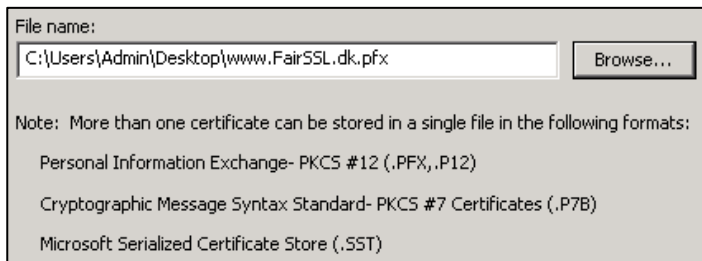 File name:
C:\Users\Admin\Desktop\www.FairSSL.dk.pfx
Browse...
Note: More than one certificate can be stored in a single file in the following formats:
Personal Information Exchange- PKCS #12 (.PFX,.P12)
Cryptographic Message Syntax Standard- PKCS #7 Certificates (.P7B)
Microsoft Serialized Certificate Store (.SST)